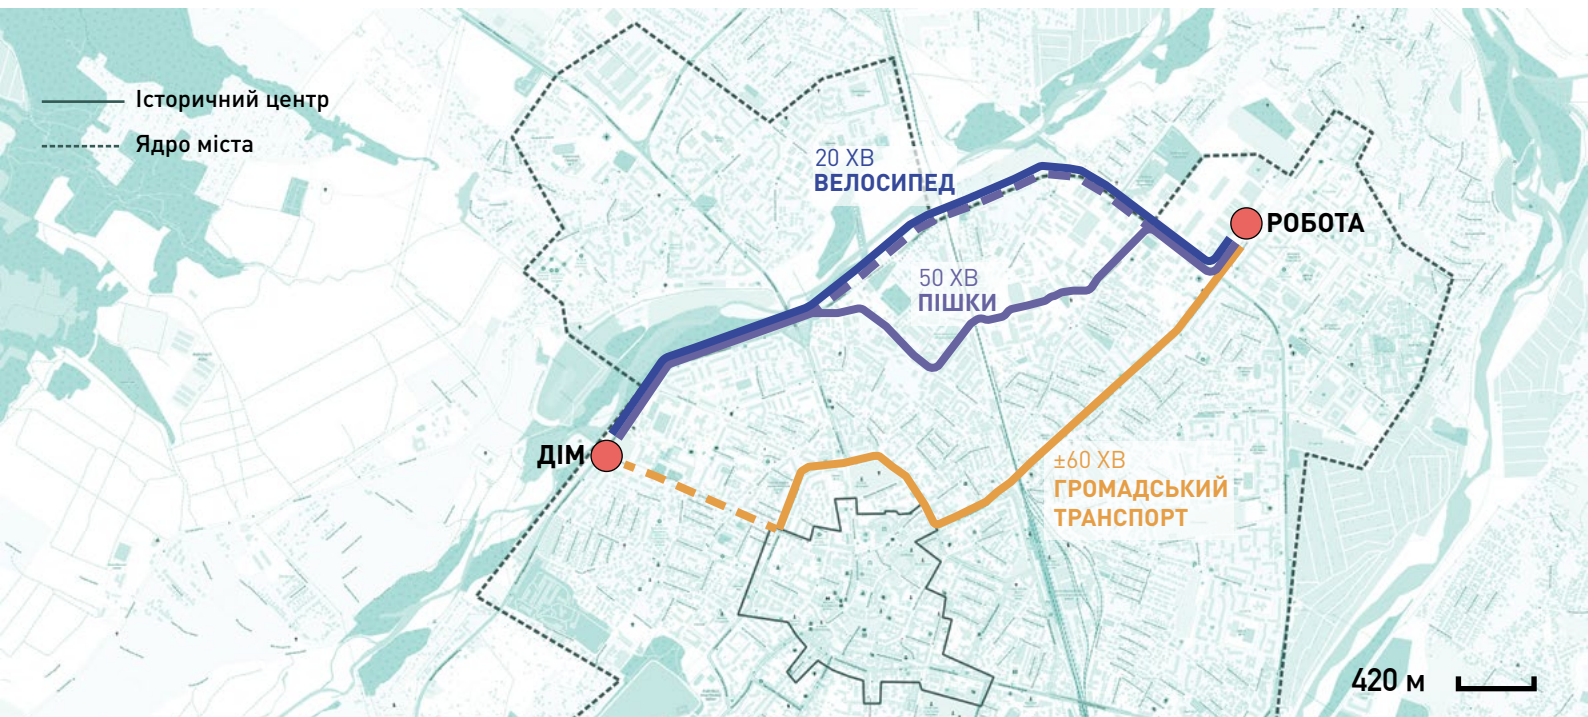 Історичний центр
Ядро міста
20 ХВ
ВЕЛОСИПЕД
РОБОТА
50 ХВ
ПІШКИ
ДІМ
±60 ХВ
ГРОМАДСЬКИЙ
ТРАНСПОРТ
420 м